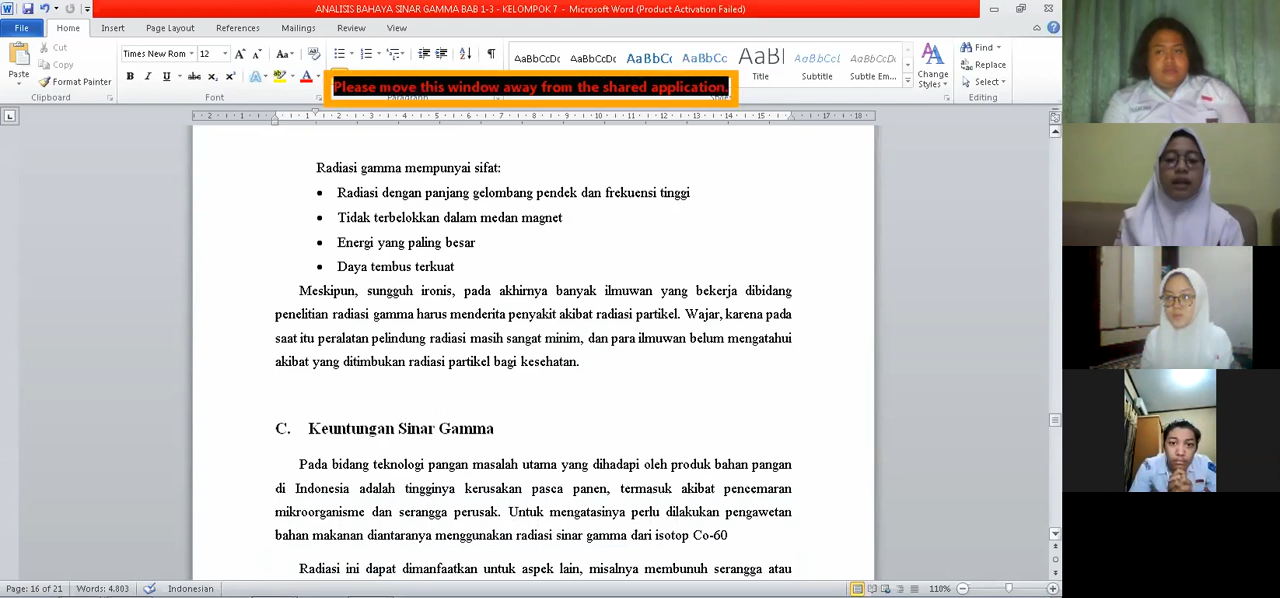 ANALISIS BAHAYA SINAR GAMMA BAB 1-3 - KELOMPOK 7 - Microsoft Word (Product Activation Failed)
File Home Insert Page Layout References Mailings Review View
Paste
Cut
Copy
Format Painter
Clipboard
Times New Rom 12
Font
Please move this window away from the shared application.
Paragraph
AaBbCcDc AaBbCcDc AaBbC AaBbCc AaB AaBbCcL AaBbCcDc
Title Subtitle Subtle Em...
Change
Styles
Find
Replace
Select
Editing
Radiasi gamma mempunyai sifat:
• Radiasi dengan panjang gelombang pendek dan frekuensi tinggi
• Tidak terbelokkan dalam medan magnet
• Energi yang paling besar
• Daya tembus terkuat
Meskipun, sungguh ironis, pada akhirnya banyak ilmuwan yang bekerja dibidang
penelitian radiasi gamma harus menderita penyakit akibat radiasi partikel. Wajar, karena pada
saat itu peralatan pelindung radiasi masih sangat minim, dan para ilmuwan belum mengatahui
akibat yang ditimbukan radiasi partikel bagi kesehatan.
C. Keuntungan Sinar Gamma
Pada bidang teknologi pangan masalah utama yang dihadapi oleh produk bahan pangan
di Indonesia adalah tingginya kerusakan pasca panen, termasuk akibat pencemaran
mikroorganisme dan serangga perusak. Untuk mengatasinya perlu dilakukan pengawetan
bahan makanan diantaranya menggunakan radiasi sinar gamma dari isotop Co-60
Radiasi ini dapat dimanfaatkan untuk aspek lain, misalnya membunuh serangga atau
Page: 16 of 21 Words: 4.803 Indonesian 110%